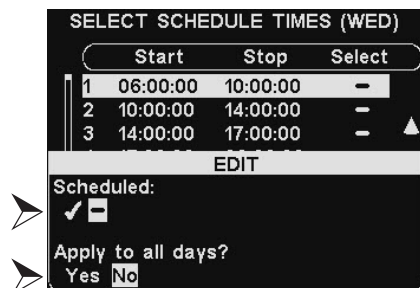 SELECT SCHEDULE TIMES (WED)
Start Stop Select
1 06:00:00 10:00:00 –
2 10:00:00 14:00:00 –
3 14:00:00 17:00:00 –
EDIT
Scheduled:
✓ –
Apply to all days?
Yes No